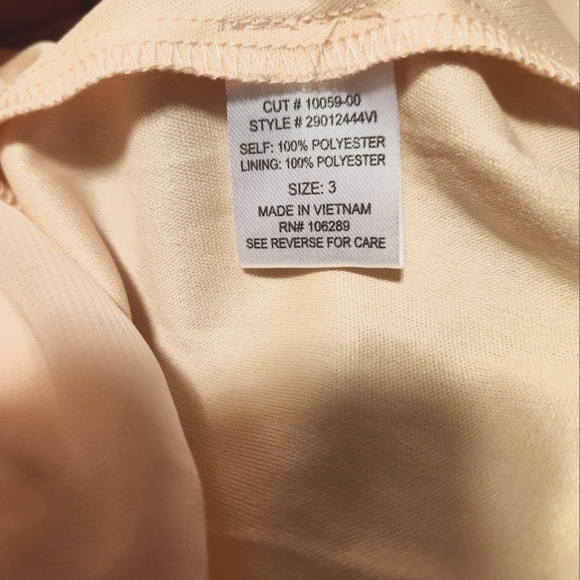 CUT # 10059-00
STYLE # 29012444VI
SELF: 100% POLYESTER
LINING: 100% POLYESTER
SIZE: 3
MADE IN VIETNAM
RN# 106289
SEE REVERSE FOR CARE